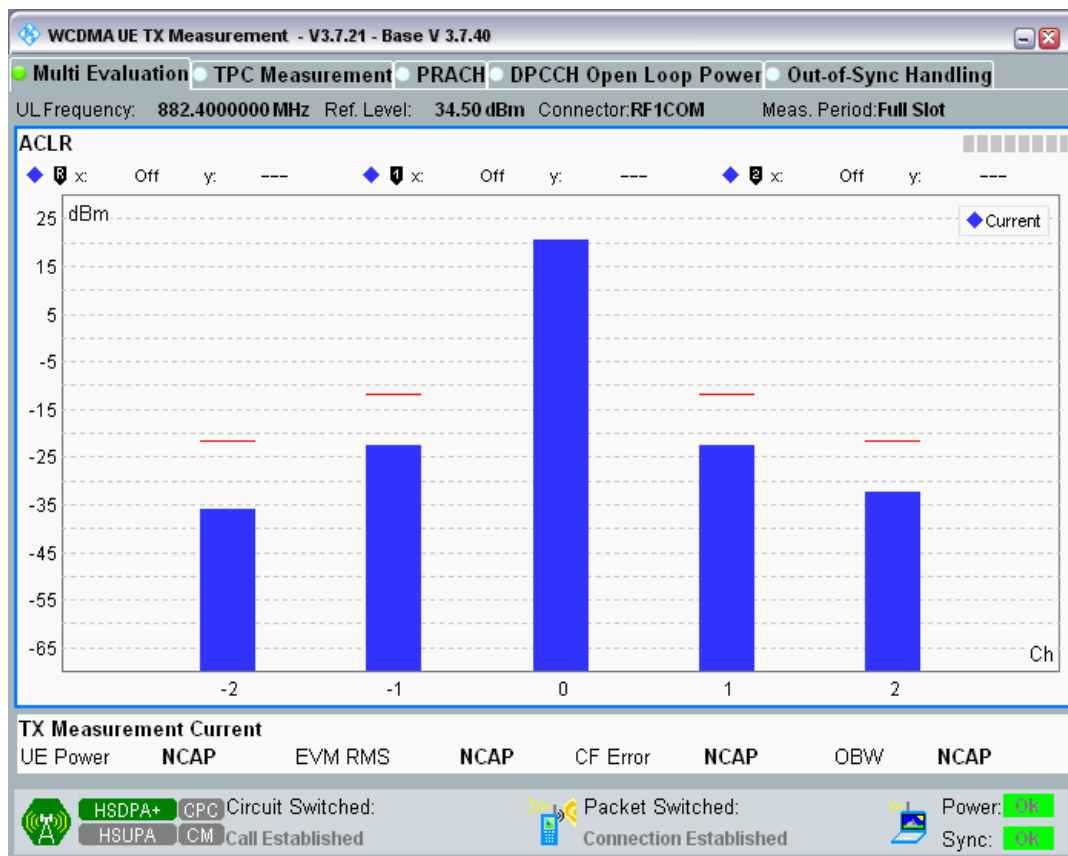 WCDMA UE TX Measurement - V3.7.21 - Base V 3.7.40
Multi Evaluation TPC Measurement PRACH DPCCH Open Loop Power Out-of-Sync Handling
UL Frequency: 882.4000000 MHz Ref. Level: 34.50 dBm Connector:RF1COM Meas. Period:Full Slot
ACLR
R x: Off y: --- 1 x: Off y: --- 2 x: Off y: ---
dBm
Current
25
15
5
-5
-15
-25
-35
-45
-55
-65
Ch
-2 -1 0 1 2
TX Measurement Current
UE Power NCAP EVM RMS NCAP CF Error NCAP OBW NCAP
HSDPA+ CPC Circuit Switched: Packet Switched: Power: OK
HSUPA CM Call Established Connection Established Sync: OK